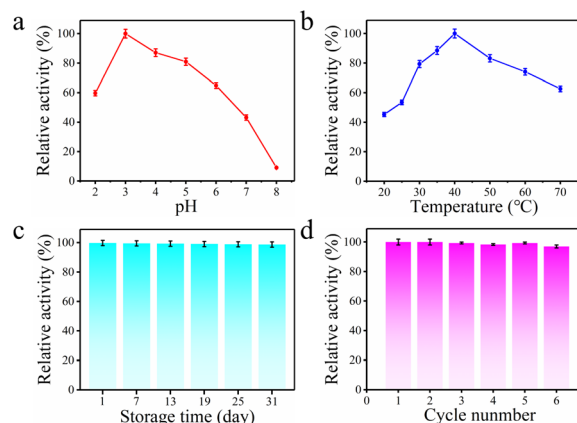 a
Relative activity (%)
100
80
60
40
20
0
2 3 4 5 6 7 8
pH
b
Relative activity (%)
100
80
60
40
20
0
20 30 40 50 60 70
Temperature (℃)
c
Relative activity (%)
100
80
60
40
20
0
1 7 13 19 25 31
Storage time (day)
d
Relative activity (%)
100
80
60
40
20
0
0 1 2 3 4 5 6
Cycle nunmber